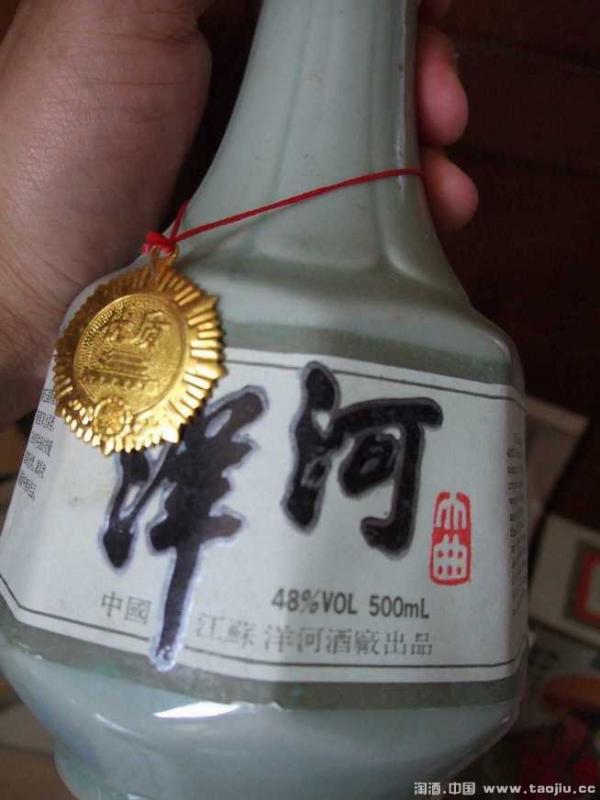 洋河
大曲
48%VOL 500mL
中國 江蘇 洋河酒廠出品
淘酒.中国 www.taojiu.cc